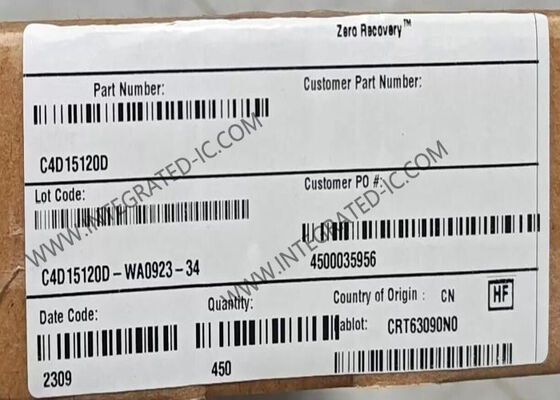 Zero Recovery™
Part Number:
Customer Part Number:
C4D15120D
Lot Code:
Customer PO #:
C4D15120D-WA0923-34
4500035956
Date Code:
Quantity:
Country of Origin : CN
HF
ablot: CRT63090N0
2309
450
WWW.INTEGRATED-IC.COM
WWW.INTEGRATED-IC.COM